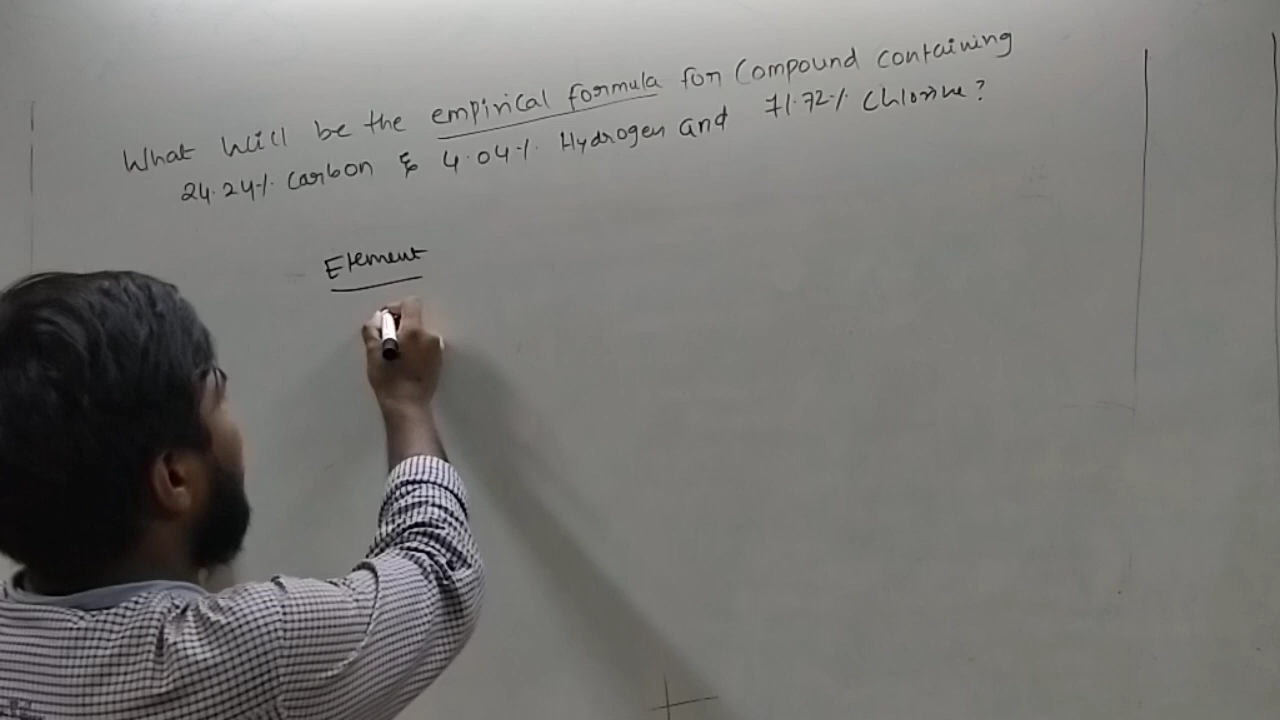 What will be the empirical formula for Compound containing
24.24% carbon & 4.04% Hydrogen and 71.72% Chlorine?
Element